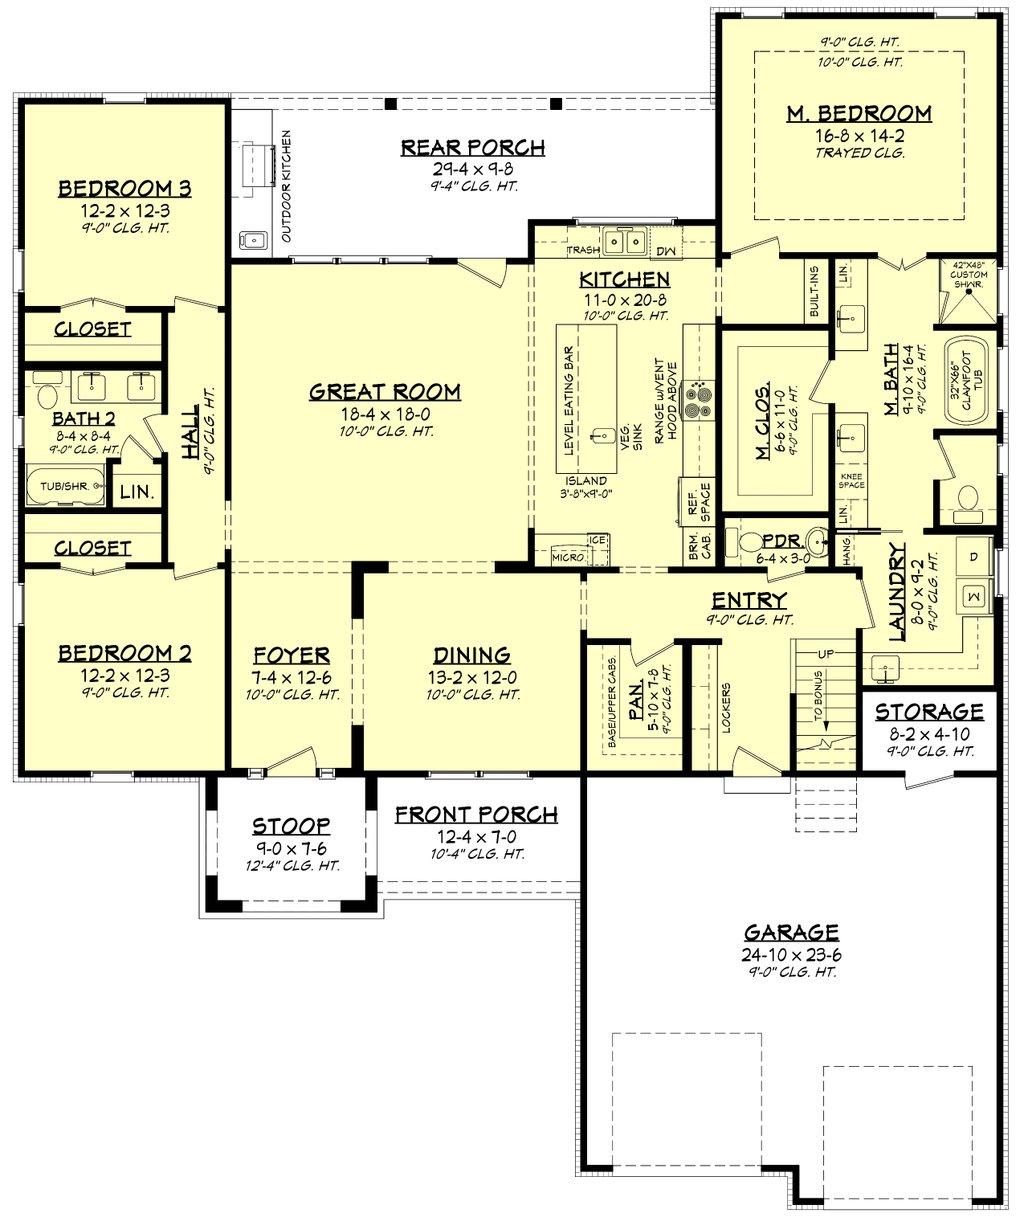 9'-0" CLG. HT.
10'-0" CLG. HT.
M. BEDROOM
16-8 x 14-2
TRAYED CLG.
REAR PORCH
29-4 x 9-8
9'-4" CLG. HT.
OUTDOOR KITCHEN
BEDROOM 3
12-2 x 12-3
9'-0" CLG. HT.
TRASH
DW
KITCHEN
11-0 x 20-8
10'-0" CLG. HT.
BUILT-INS
LIN.
42"X48"
CUSTOM
SHWR.
CLOSET
GREAT ROOM
18-4 x 18-0
10'-0" CLG. HT.
LEVEL EATING BAR
VEG.
SINK
RANGE w/VENT
HOOD ABOVE
ISLAND
3'-8"x9'-0"
M. CLOS.
6-6 x 11-0
9'-0" CLG. HT.
M. BATH
9-10 x 16-4
9'-0" CLG. HT.
32"X66"
CLAWFOOT
TUB
BATH 2
8-4 x 8-4
9'-0" CLG. HT.
HALL
9'-0" CLG. HT.
TUB/SHR.
LIN.
KNEE
SPACE
LIN.
REF.
SPACE
BRM.
CAB.
ICE
MICRO.
CLOSET
PDR.
6-4 x 3-0
HANG.
LAUNDRY
8-0 x 9-2
9'-0" CLG. HT.
D
W
ENTRY
9'-0" CLG. HT.
BEDROOM 2
12-2 x 12-3
9'-0" CLG. HT.
FOYER
7-4 x 12-6
10'-0" CLG. HT.
DINING
13-2 x 12-0
10'-0" CLG. HT.
BASE/UPPER CABS.
PAN.
5-10 x 7-8
9'-0" CLG. HT.
LOCKERS
UP
TO BONUS
STORAGE
8-2 x 4-10
9'-0" CLG. HT.
STOOP
9-0 x 7-6
12'-4" CLG. HT.
FRONT PORCH
12-4 x 7-0
10'-4" CLG. HT.
GARAGE
24-10 x 23-6
9'-0" CLG. HT.